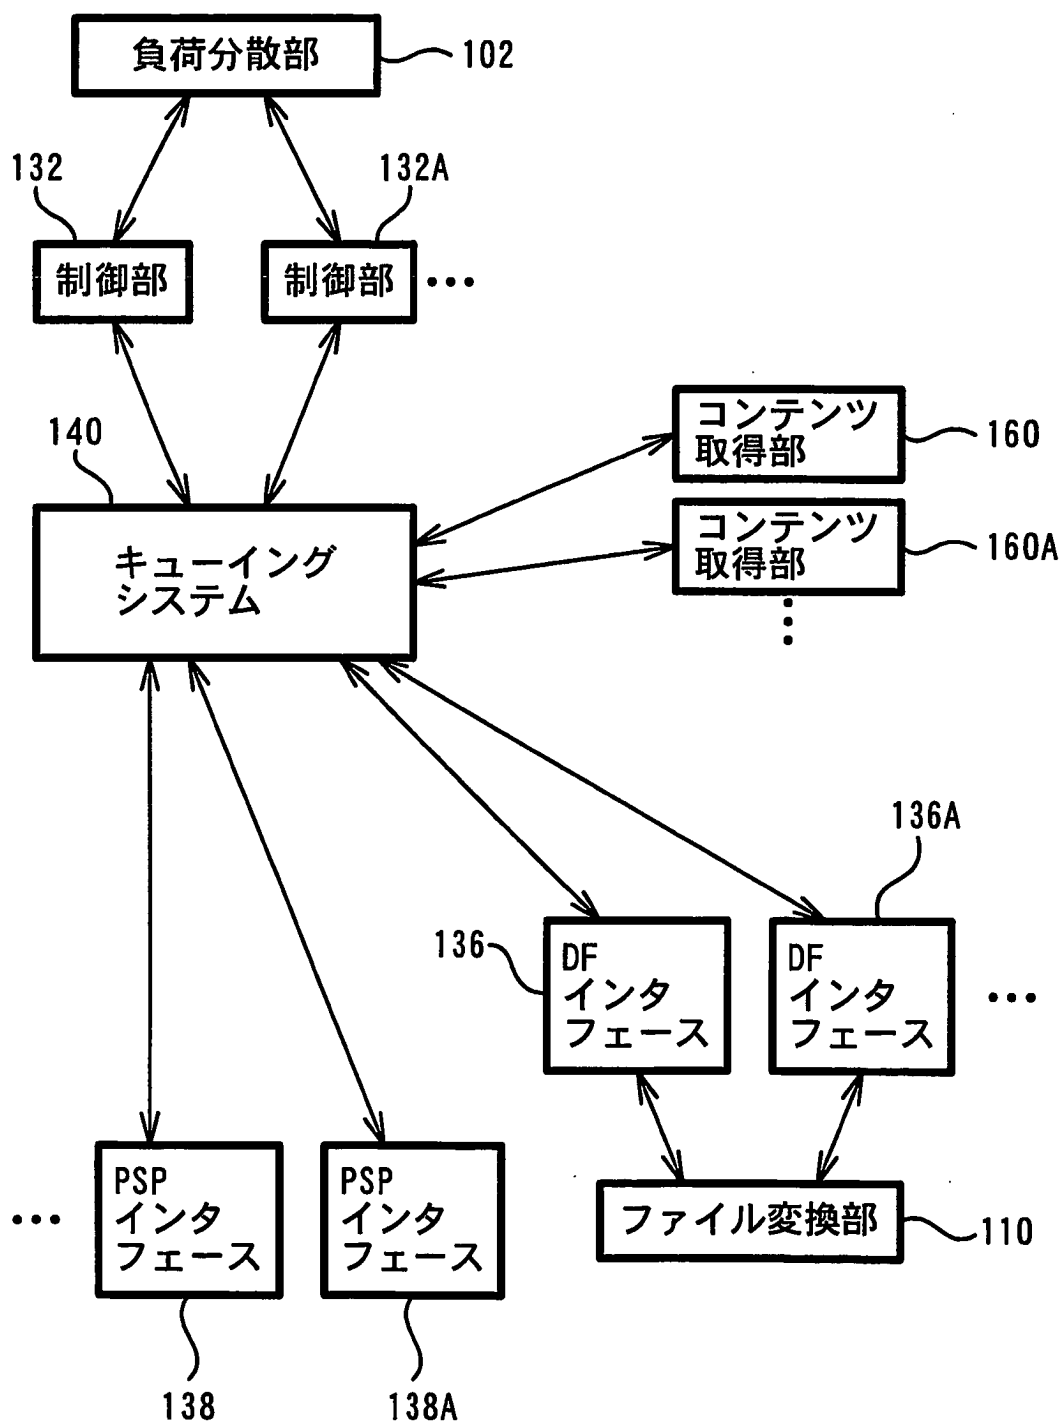 負荷分散部
102
132
132A
制御部
制御部
...
140
コンテンツ
取得部
160
キューイング
システム
コンテンツ
取得部
160A
136A
136
DF
インタ
フェース
DF
インタ
フェース
...
...
PSP
インタ
フェース
PSP
インタ
フェース
ファイル変換部
110
138
138A